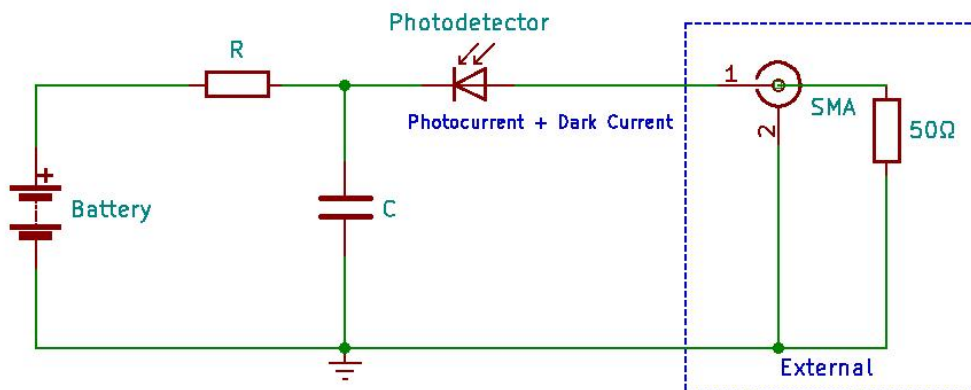 Photodetector
R
1
SMA
50Ω
Photocurrent + Dark Current
2
+
Battery
C
External